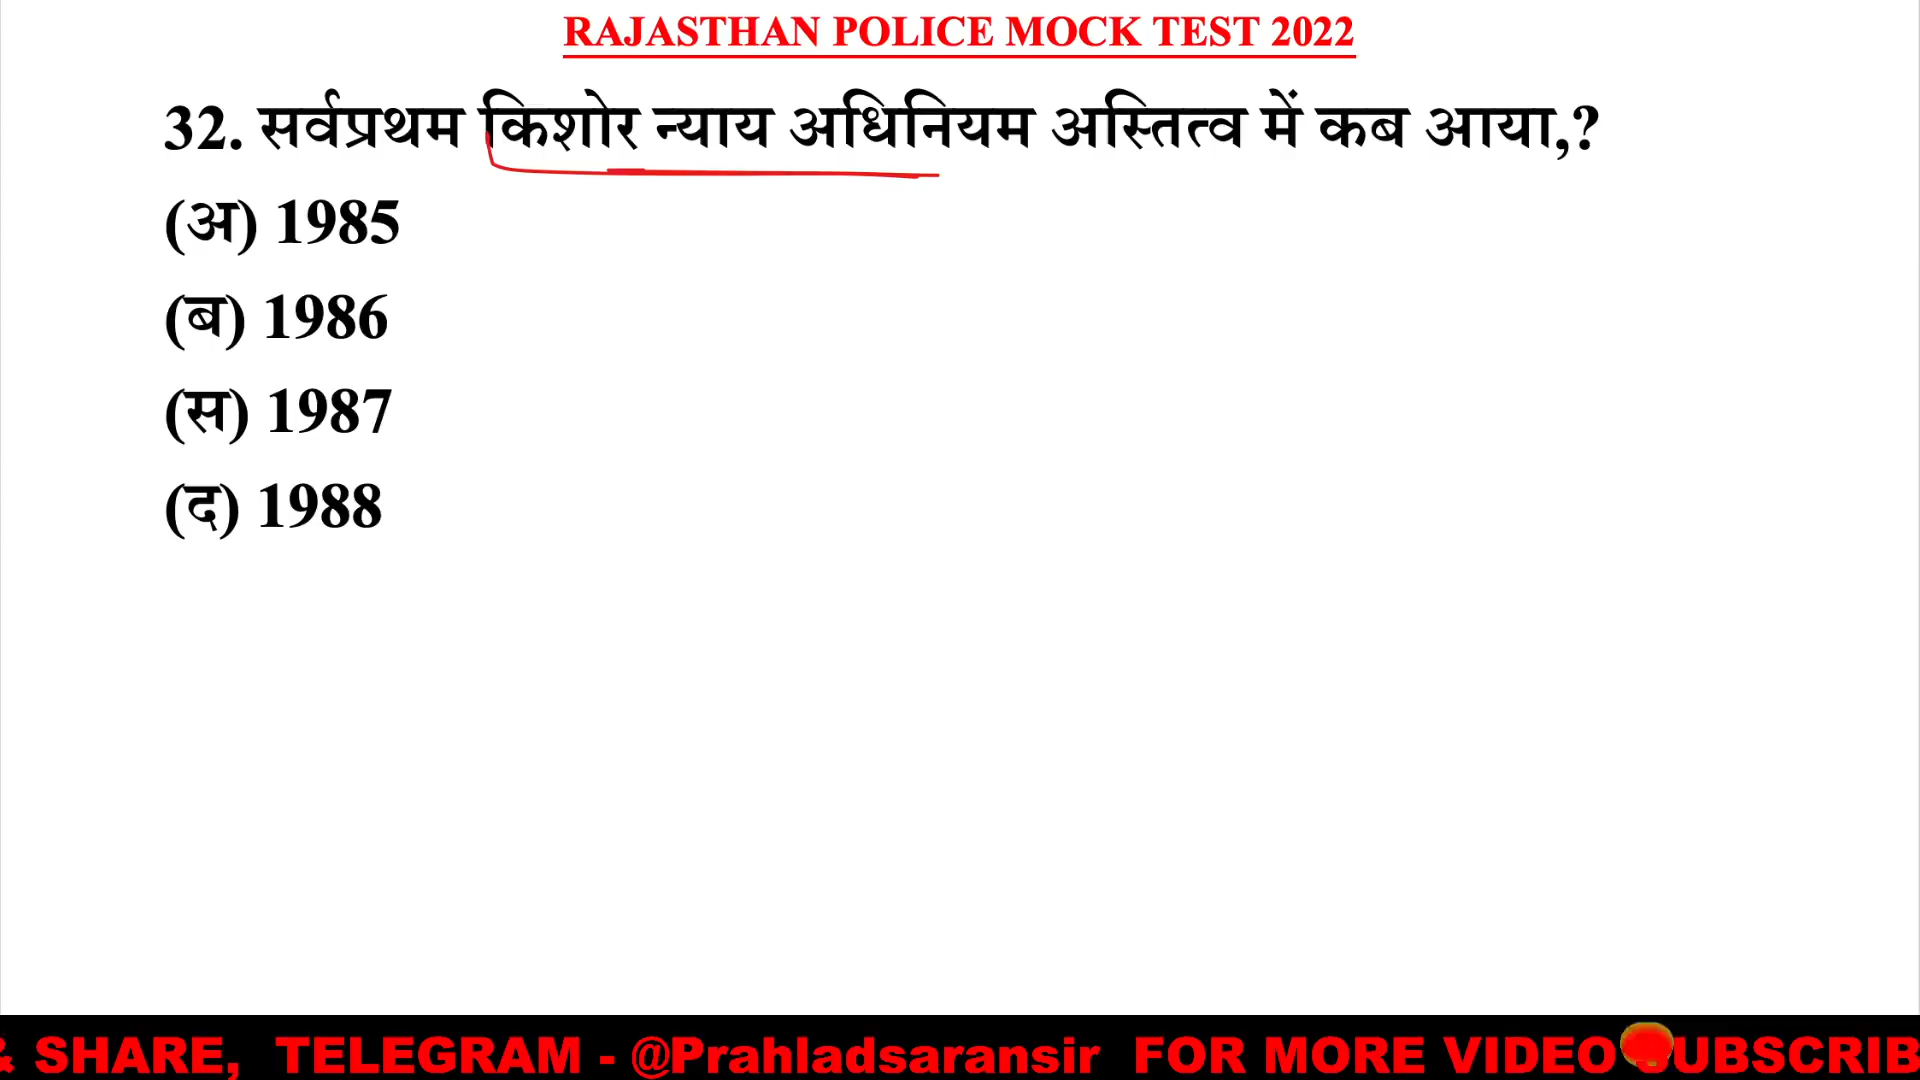 RAJASTHAN POLICE MOCK TEST 2022
32. सर्वप्रथम किशोर न्याय अधिनियम अस्तित्व में कब आया,?
(अ) 1985
(ब) 1986
(स) 1987
(द) 1988
& SHARE, TELEGRAM - @Prahladsaransir FOR MORE VIDEO UBSCRIB